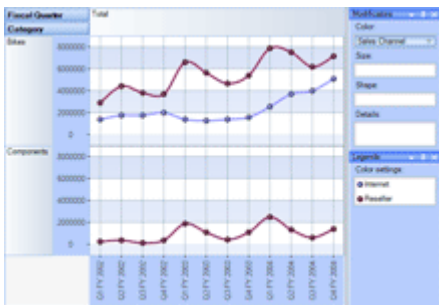 Fiscal Quarter
Total
Category
Bikes
8000000
6000000
4000000
2000000
0
Components
8000000
6000000
4000000
2000000
0
Q1 FY 2002
Q2 FY 2002
Q3 FY 2002
Q4 FY 2002
Q1 FY 2003
Q2 FY 2003
Q3 FY 2003
Q4 FY 2003
Q1 FY 2004
Q2 FY 2004
Q3 FY 2004
Q4 FY 2004
Color
Sales Channel
Size
Shape
Details
Legends
Color settings:
Internet
Reseller